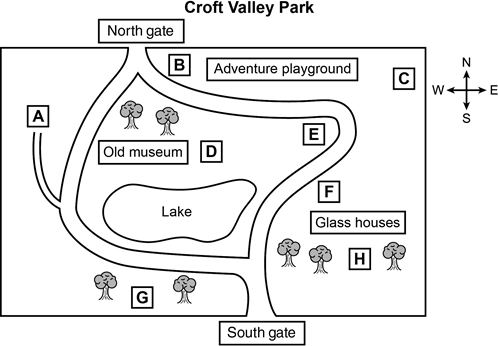 Croft Valley Park
North gate
B
Adventure playground
C
N
W E
S
A
E
Old museum
D
F
Lake
Glass houses
H
G
South gate